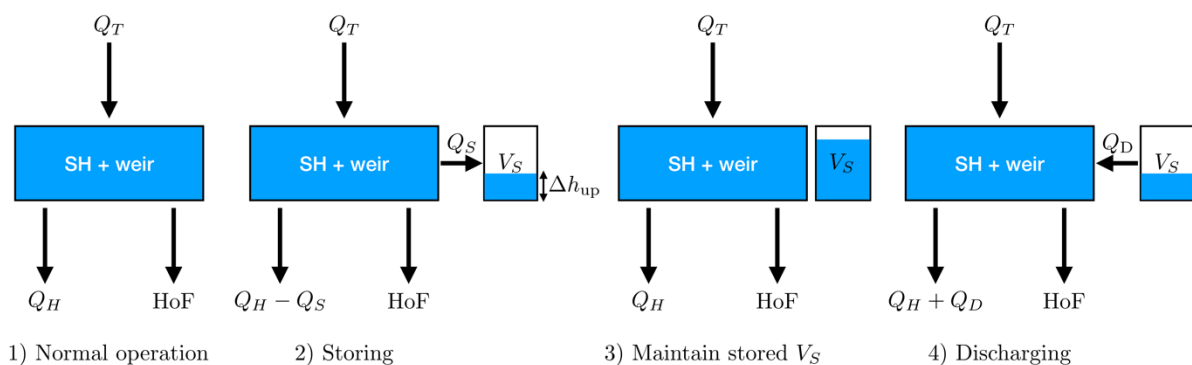 Q_T
Q_T
Q_T
Q_T
SH + weir
SH + weir
Q_S
V_S
Δh_up
SH + weir
V_S
SH + weir
Q_D
V_S
Q_H
HoF
Q_H − Q_S
HoF
Q_H
HoF
Q_H + Q_D
HoF
1) Normal operation
2) Storing
3) Maintain stored V_S
4) Discharging